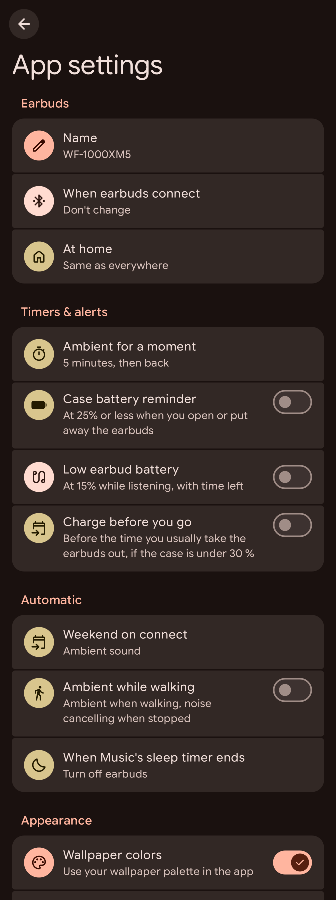 App settings
Earbuds
Name
WF-1000XM5
When earbuds connect
Don't change
At home
Same as everywhere
Timers & alerts
Ambient for a moment
5 minutes, then back
Case battery reminder
At 25% or less when you open or put
away the earbuds
Low earbud battery
At 15% while listening, with time left
Charge before you go
Before the time you usually take the
earbuds out, if the case is under 30 %
Automatic
Weekend on connect
Ambient sound
Ambient while walking
Ambient when walking, noise
cancelling when stopped
When Music's sleep timer ends
Turn off earbuds
Appearance
Wallpaper colors
Use your wallpaper palette in the app